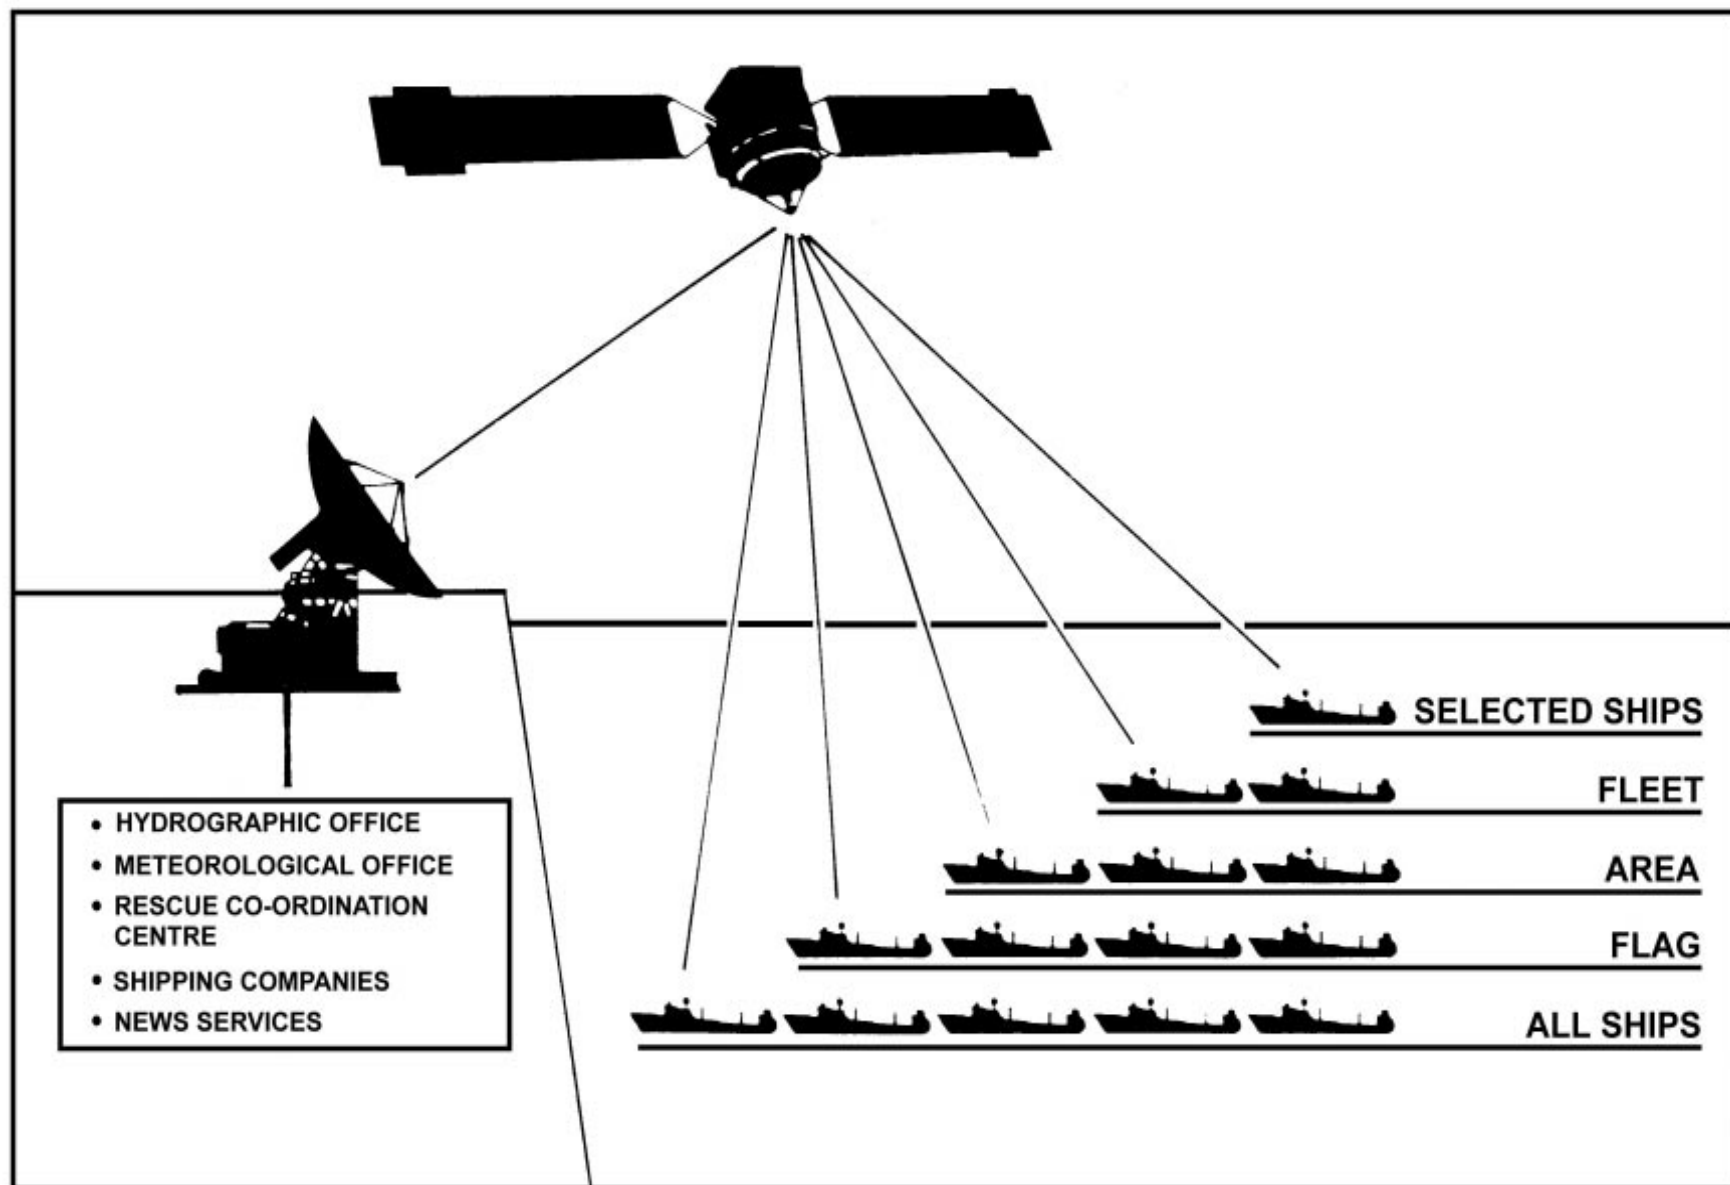 SELECTED SHIPS
FLEET
AREA
FLAG
ALL SHIPS
• HYDROGRAPHIC OFFICE
• METEOROLOGICAL OFFICE
• RESCUE CO-ORDINATION
CENTRE
• SHIPPING COMPANIES
• NEWS SERVICES